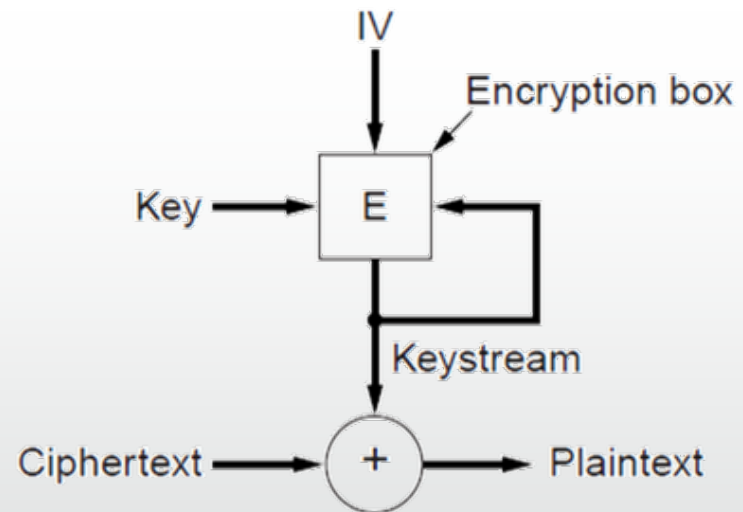 IV
Encryption box
Key
E
Keystream
Ciphertext
+
Plaintext